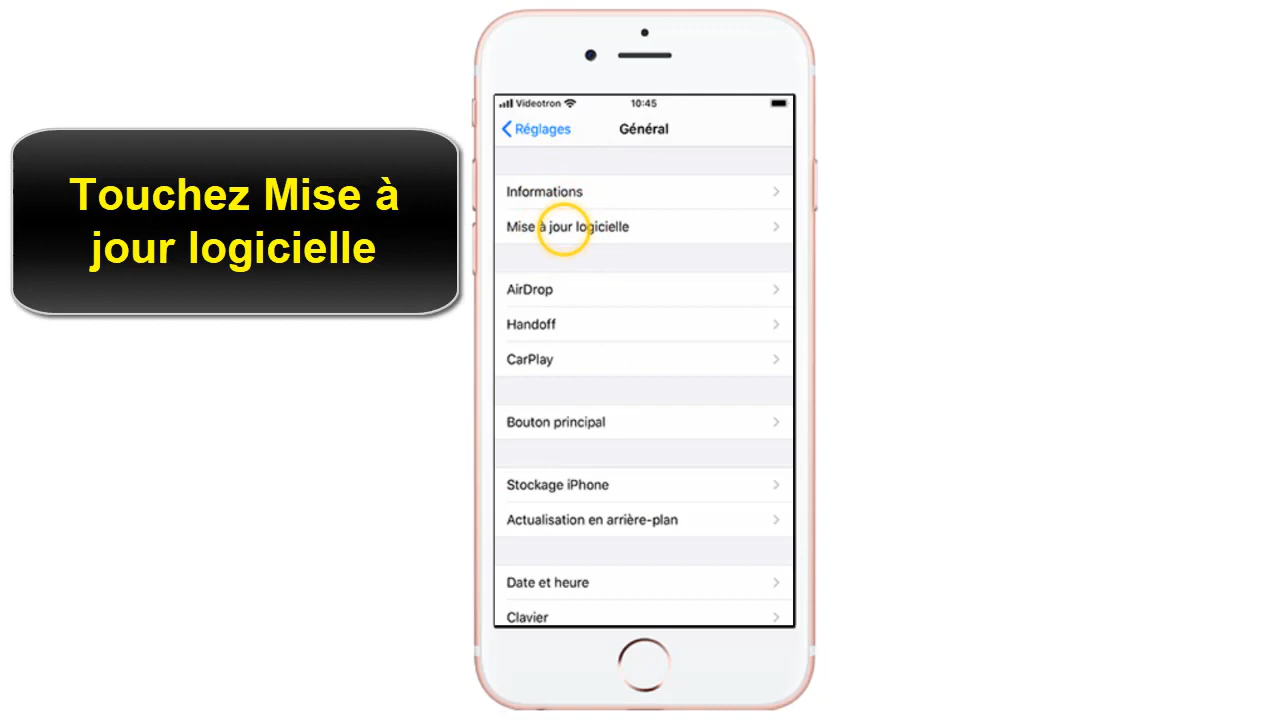 Touchez Mise à
jour logicielle
Videotron 10:45
Réglages Général
Informations
Mise à jour logicielle
AirDrop
Handoff
CarPlay
Bouton principal
Stockage iPhone
Actualisation en arrière-plan
Date et heure
Clavier